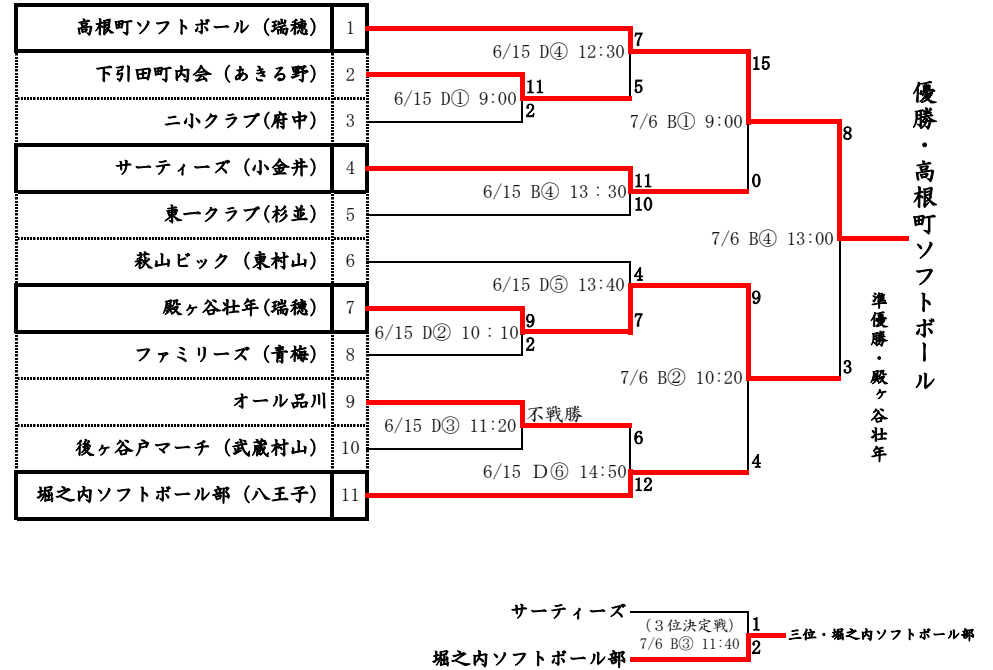 高根町ソフトボール（瑞穂） 1
下引田町内会（あきる野） 2
二小クラブ(府中) 3
サーティーズ（小金井） 4
東一クラブ(杉並) 5
萩山ビック（東村山） 6
殿ヶ谷壮年(瑞穂) 7
ファミリーズ（青梅） 8
オール品川 9
後ヶ谷戸マーチ（武蔵村山） 10
堀之内ソフトボール部（八王子） 11
6/15 D④ 12:30
7
5
6/15 D① 9:00
11
2
6/15 B④ 13：30
11
10
6/15 D⑤ 13:40
4
7
6/15 D② 10：10
9
2
6/15 D③ 11:20
不戦勝
6/15 D⑥ 14:50
6
12
7/6 B① 9:00
15
0
7/6 B② 10:20
9
4
7/6 B④ 13:00
8
3
優勝・高根町ソフトボール
準優勝・殿ヶ谷壮年
サーティーズ
（３位決定戦）
7/6 B③ 11:40
1
2
堀之内ソフトボール部
三位・堀之内ソフトボール部